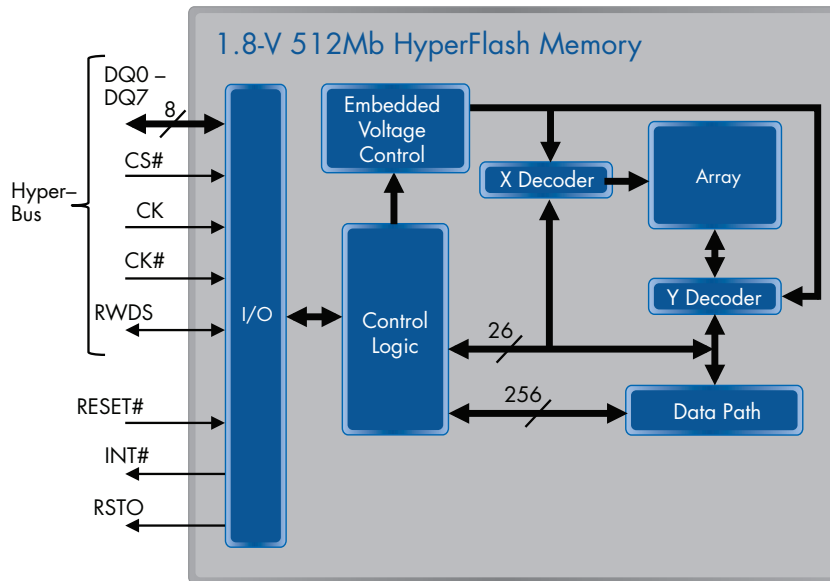 1.8-V 512Mb HyperFlash Memory
DQ0 –
DQ7
8
CS#
Hyper–
Bus
CK
CK#
RWDS
RESET#
INT#
RSTO
I/O
Embedded
Voltage
Control
X Decoder
Array
Y Decoder
Control
Logic
26
256
Data Path